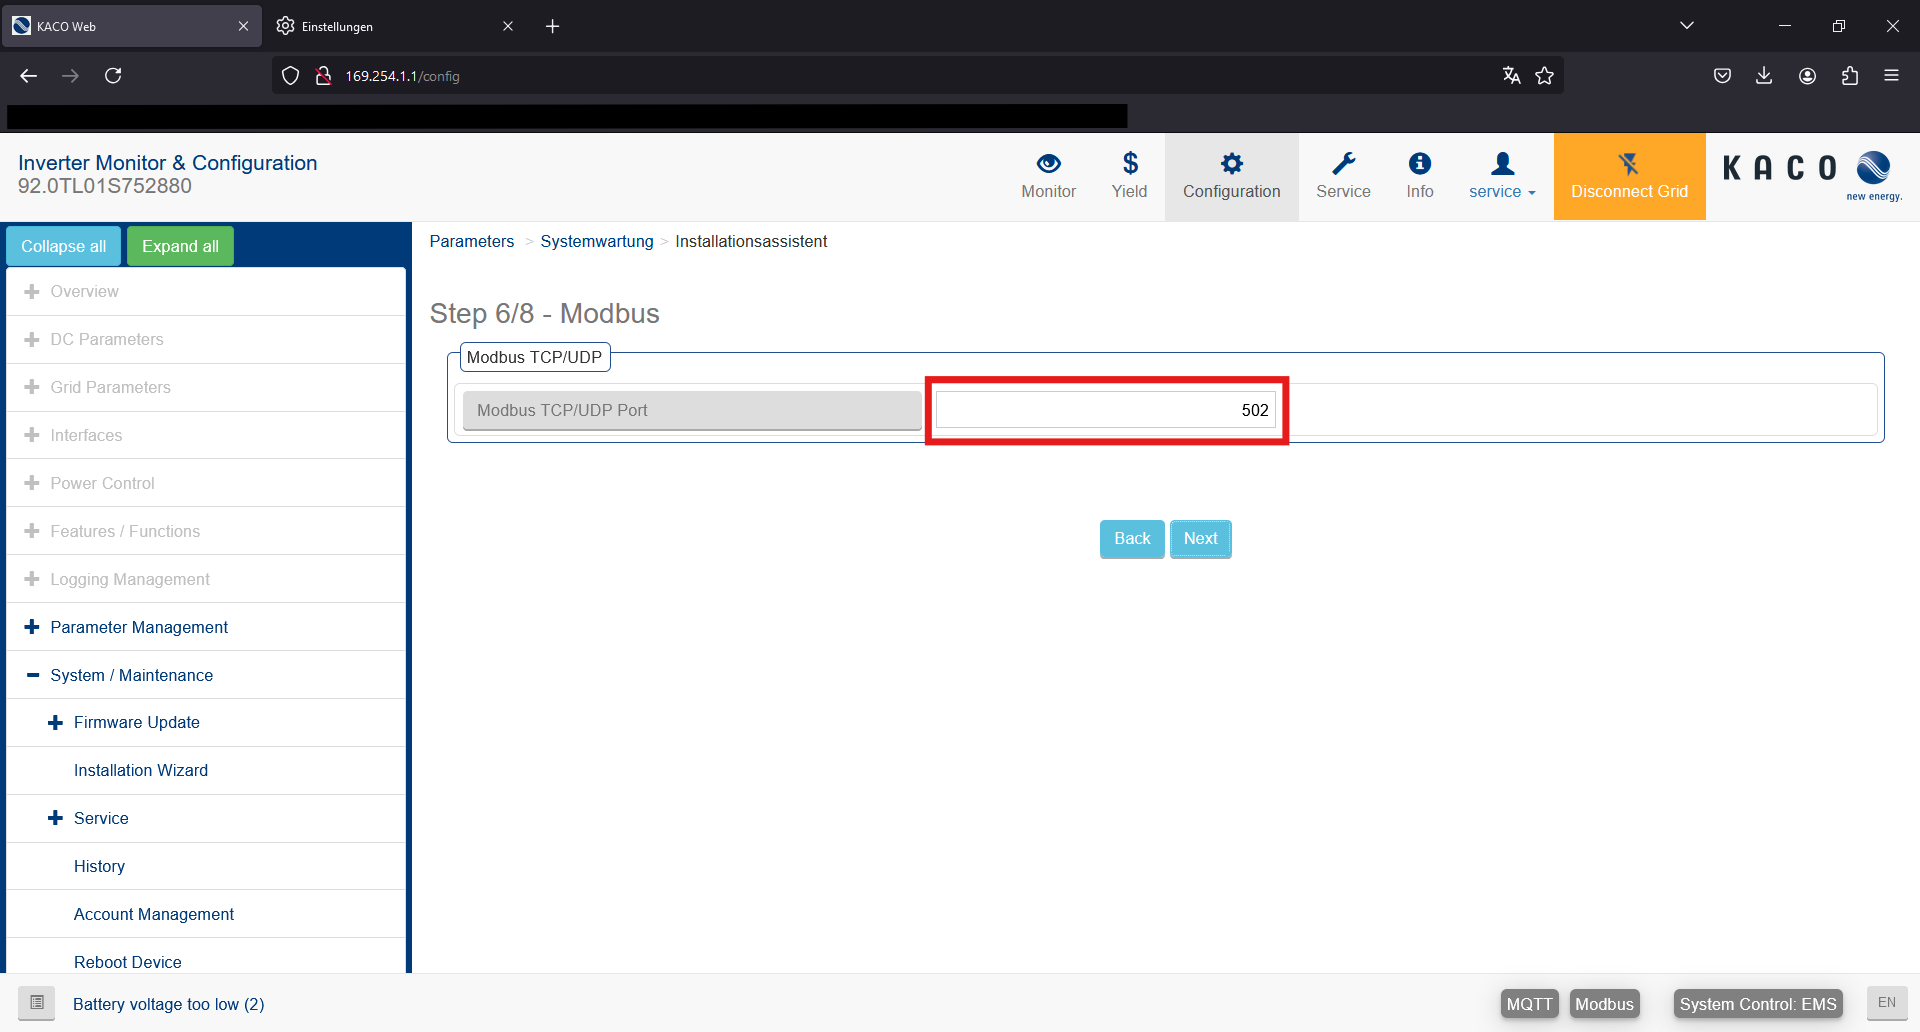 KACO Web
Einstellungen
169.254.1.1/config
Inverter Monitor & Configuration
92.0TL01S752880
Monitor
$
Yield
Configuration
Service
Info
service
Disconnect Grid
KACO
new energy.
Collapse all
Expand all
Parameters > Systemwartung > Installationsassistent
Overview
DC Parameters
Grid Parameters
Interfaces
Power Control
Features / Functions
Logging Management
Parameter Management
System / Maintenance
Firmware Update
Installation Wizard
Service
History
Account Management
Reboot Device
Step 6/8 - Modbus
Modbus TCP/UDP
Modbus TCP/UDP Port
502
Back
Next
Battery voltage too low (2)
MQTT
Modbus
System Control: EMS
EN